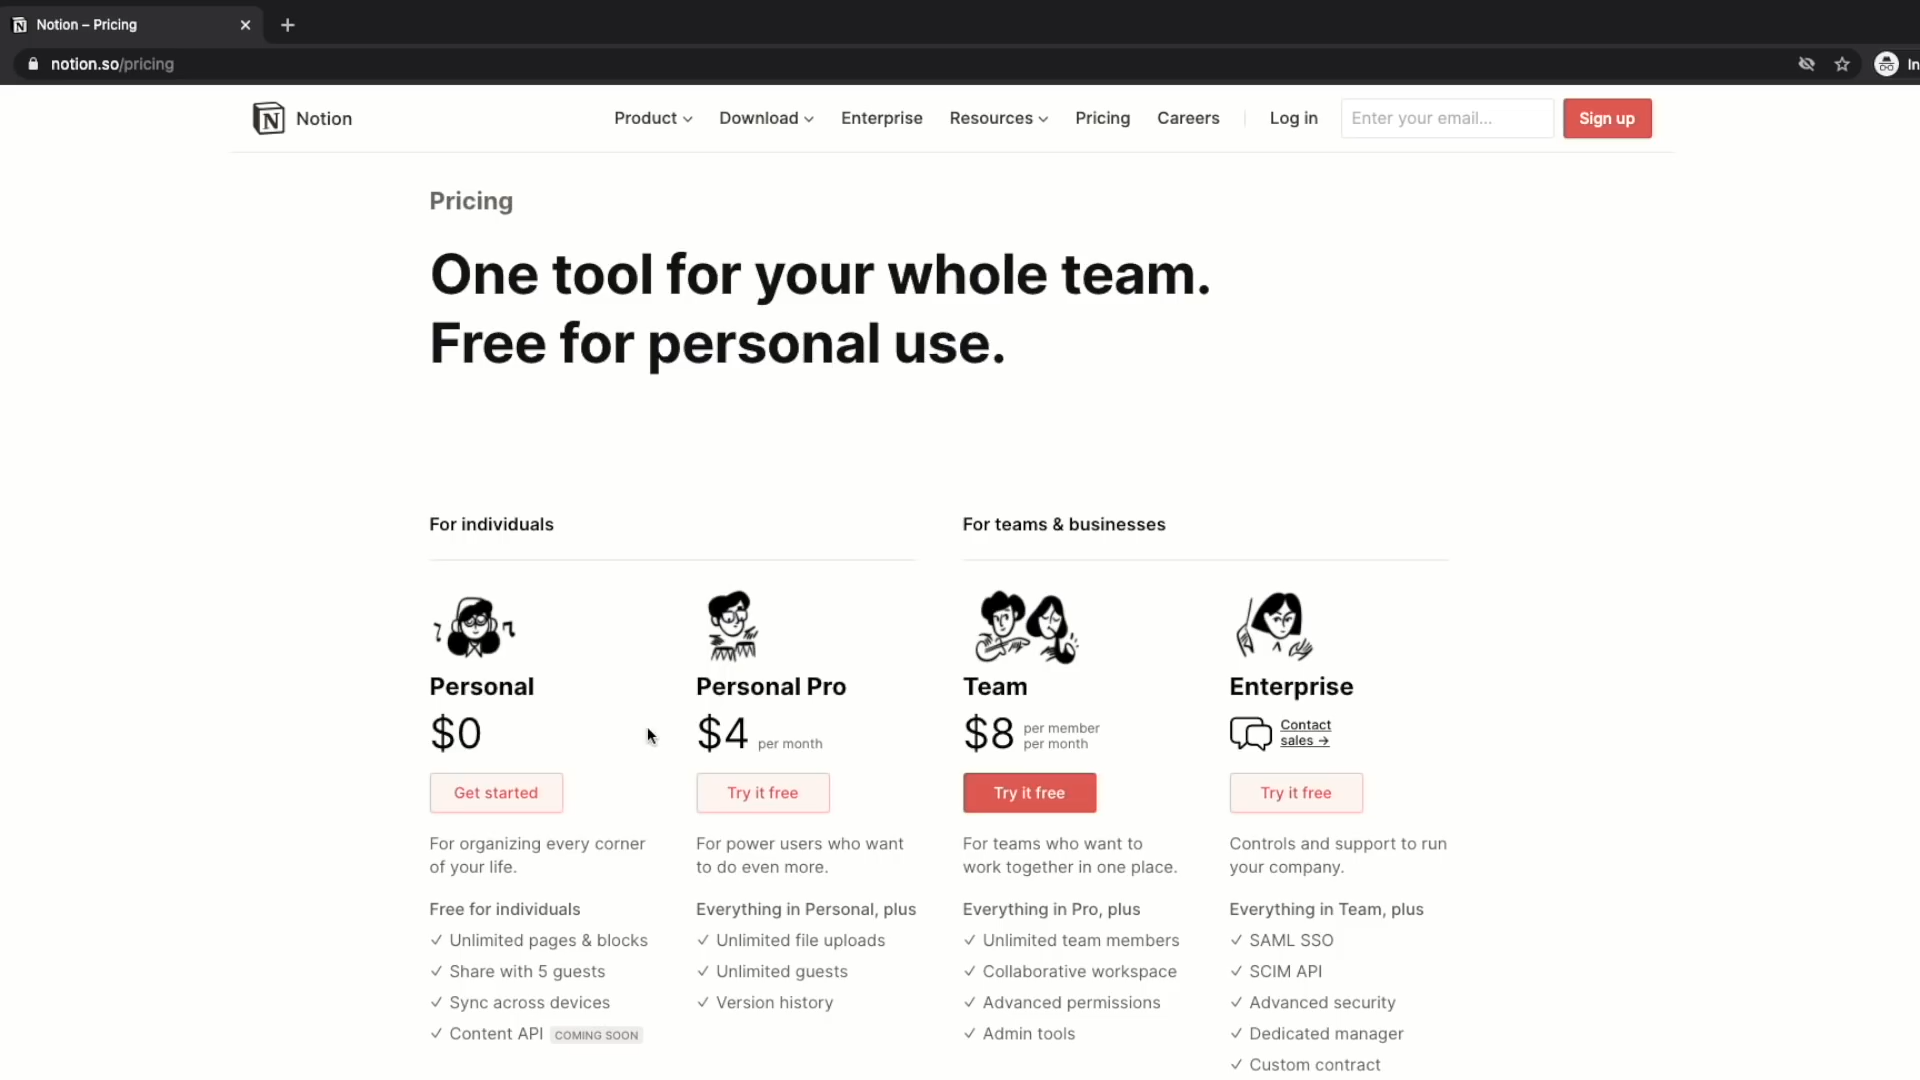 Notion – Pricing
notion.so/pricing
In
Notion
Product
Download
Enterprise
Resources
Pricing
Careers
Log in
Enter your email...
Sign up
Pricing
One tool for your whole team.
Free for personal use.
For individuals
For teams & businesses
Personal
$0
Get started
For organizing every corner
of your life.
Free for individuals
✓ Unlimited pages & blocks
✓ Share with 5 guests
✓ Sync across devices
✓ Content API COMING SOON
Personal Pro
$4 per month
Try it free
For power users who want
to do even more.
Everything in Personal, plus
✓ Unlimited file uploads
✓ Unlimited guests
✓ Version history
Team
$8 per member
per month
Try it free
For teams who want to
work together in one place.
Everything in Pro, plus
✓ Unlimited team members
✓ Collaborative workspace
✓ Advanced permissions
✓ Admin tools
Enterprise
Contact
sales →
Try it free
Controls and support to run
your company.
Everything in Team, plus
✓ SAML SSO
✓ SCIM API
✓ Advanced security
✓ Dedicated manager
✓ Custom contract